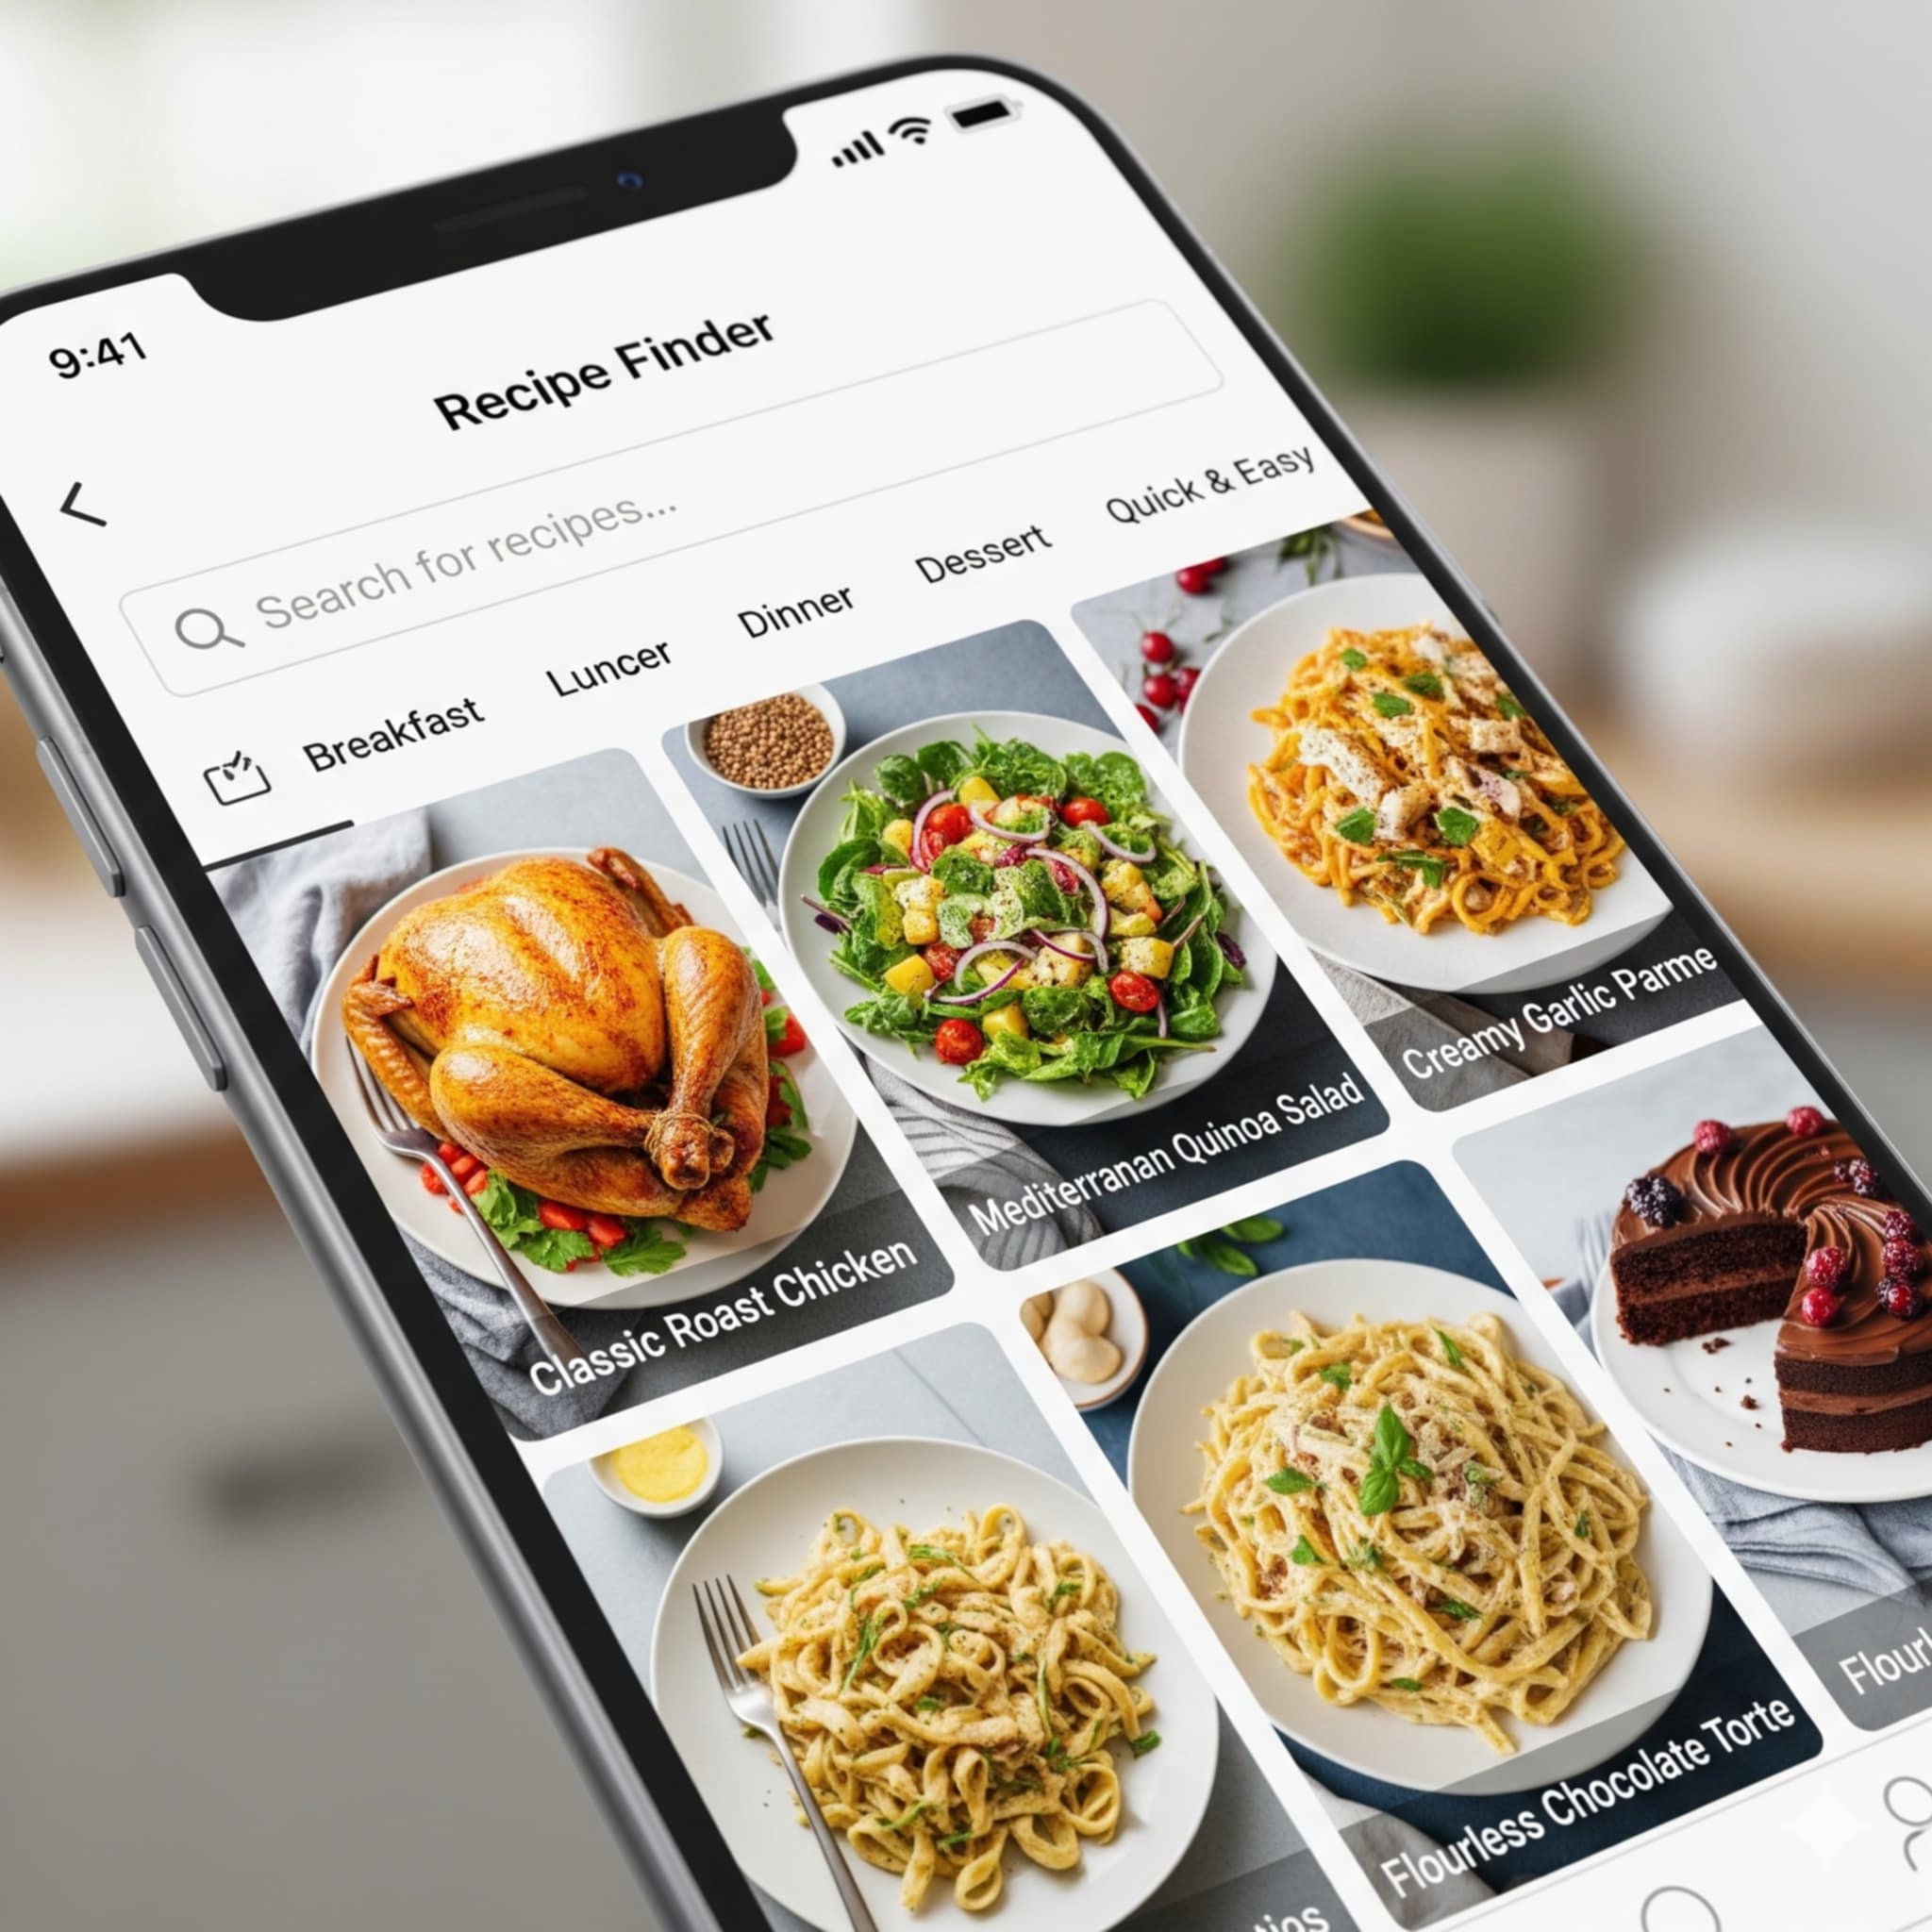 9:41
Recipe Finder
Search for recipes...
Breakfast
Luncer
Dinner
Dessert
Quick & Easy
Classic Roast Chicken
Mediterranan Quinoa Salad
Creamy Garlic Parme
Flourless Chocolate Torte
Flourl